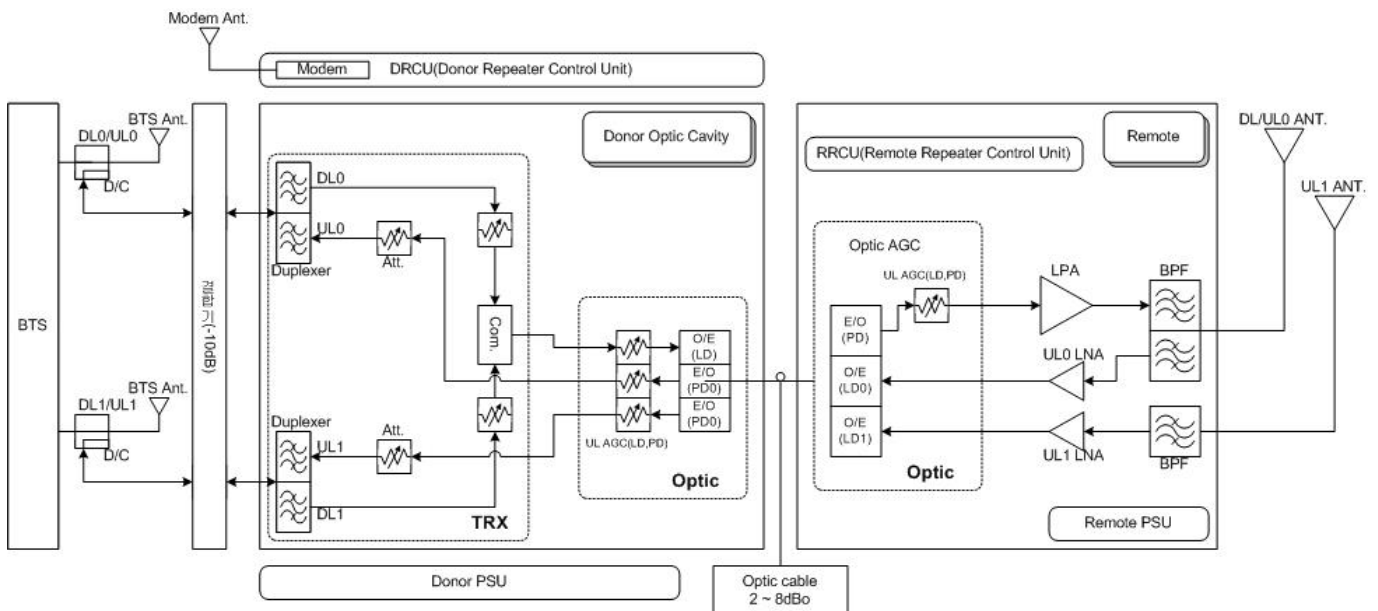 Modem Ant.
Modem
DRCU(Donor Repeater Control Unit)
BTS
DL0/UL0
BTS Ant.
D/C
DL1/UL1
BTS Ant.
D/C
결합기(-10dB)
Donor Optic Cavity
DL0
UL0
Duplexer
Att.
Com.
Duplexer
UL1
Att.
DL1
TRX
O/E
(LD)
E/O
(PD0)
E/O
(PD0)
UL AGC(LD,PD)
Optic
Donor PSU
Optic cable
2 ~ 8dBo
RRCU(Remote Repeater Control Unit)
Remote
DL/UL0 ANT.
UL1 ANT.
Optic AGC
UL AGC(LD,PD)
E/O
(PD)
O/E
(LD0)
O/E
(LD1)
Optic
LPA
BPF
UL0 LNA
UL1 LNA
BPF
Remote PSU